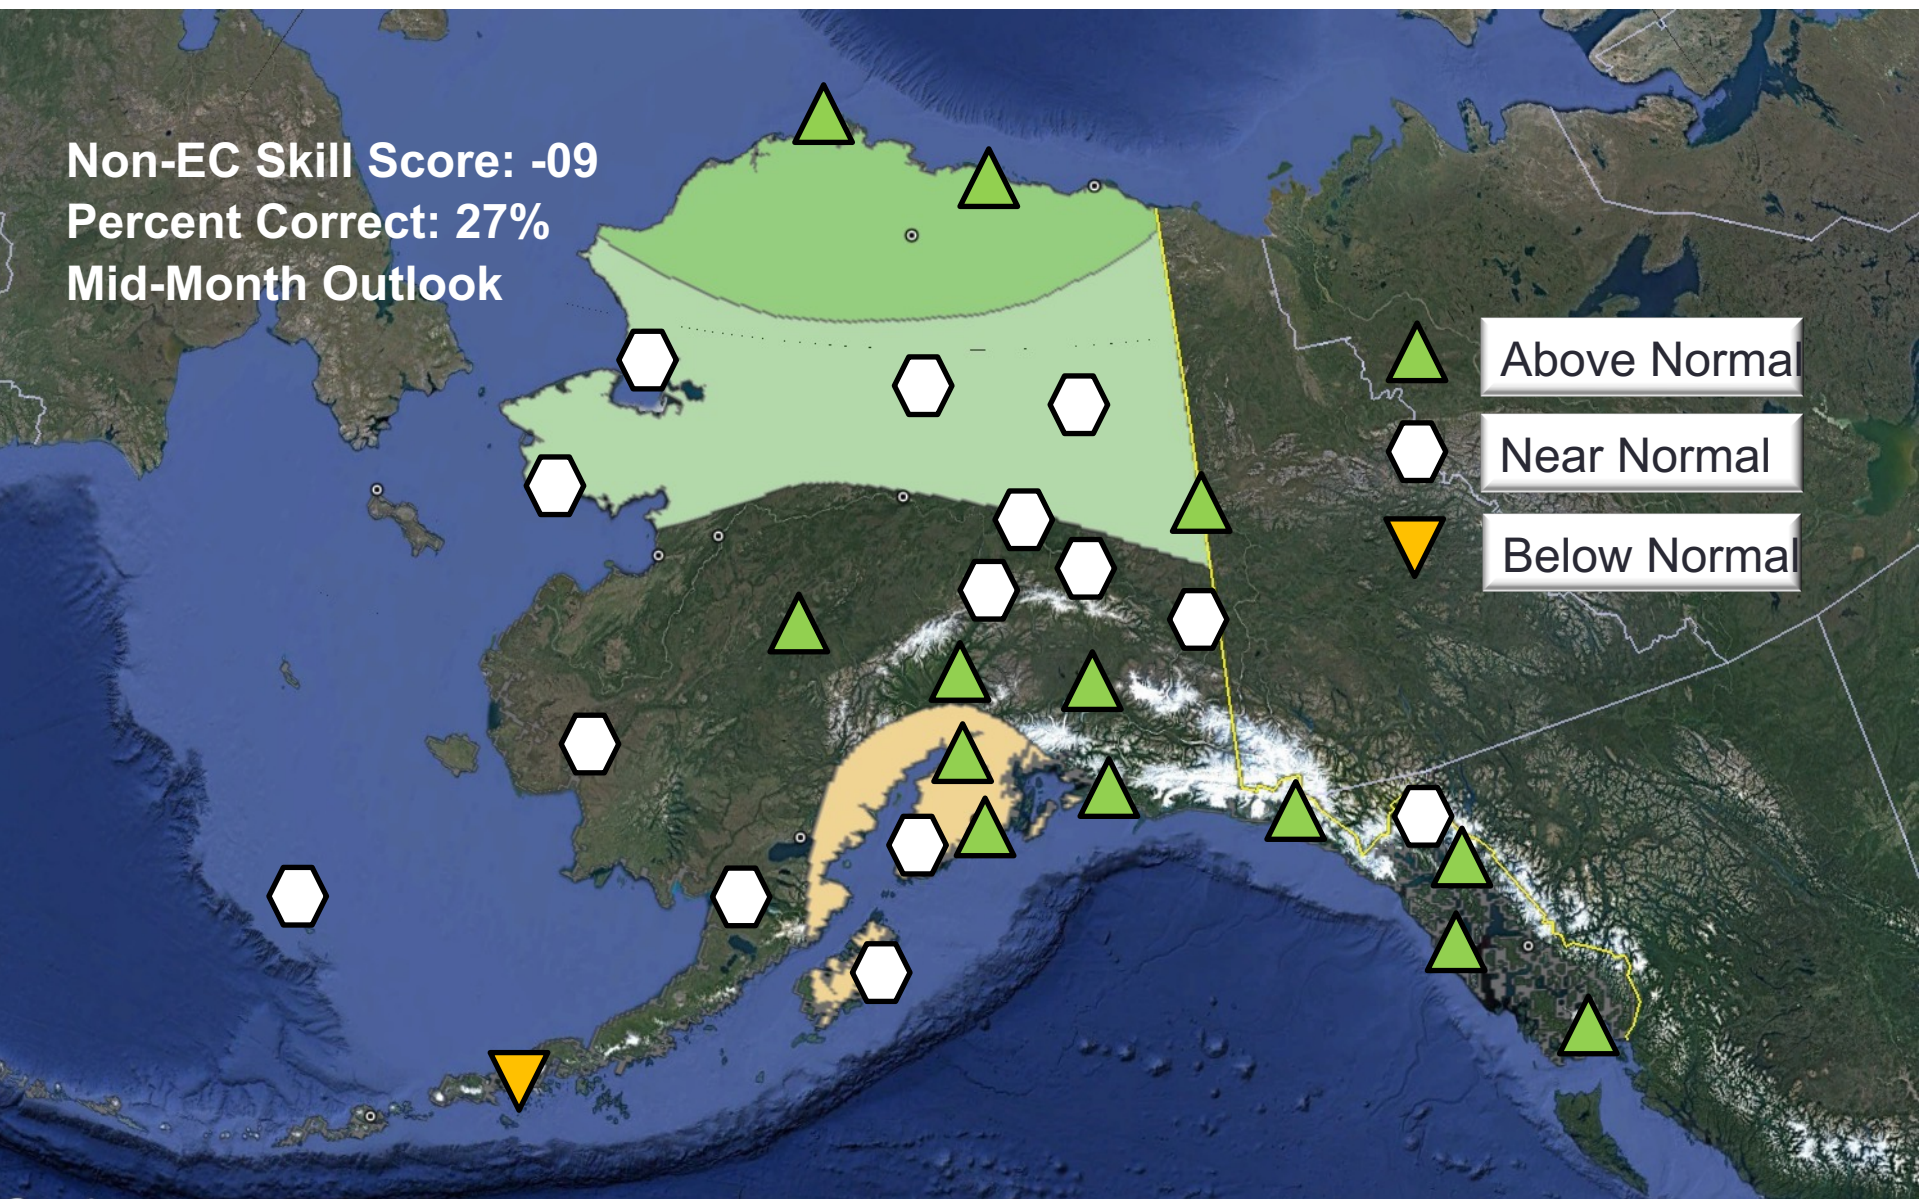 Non-EC Skill Score: -09
Percent Correct: 27%
Mid-Month Outlook
Above Normal
Near Normal
Below Normal